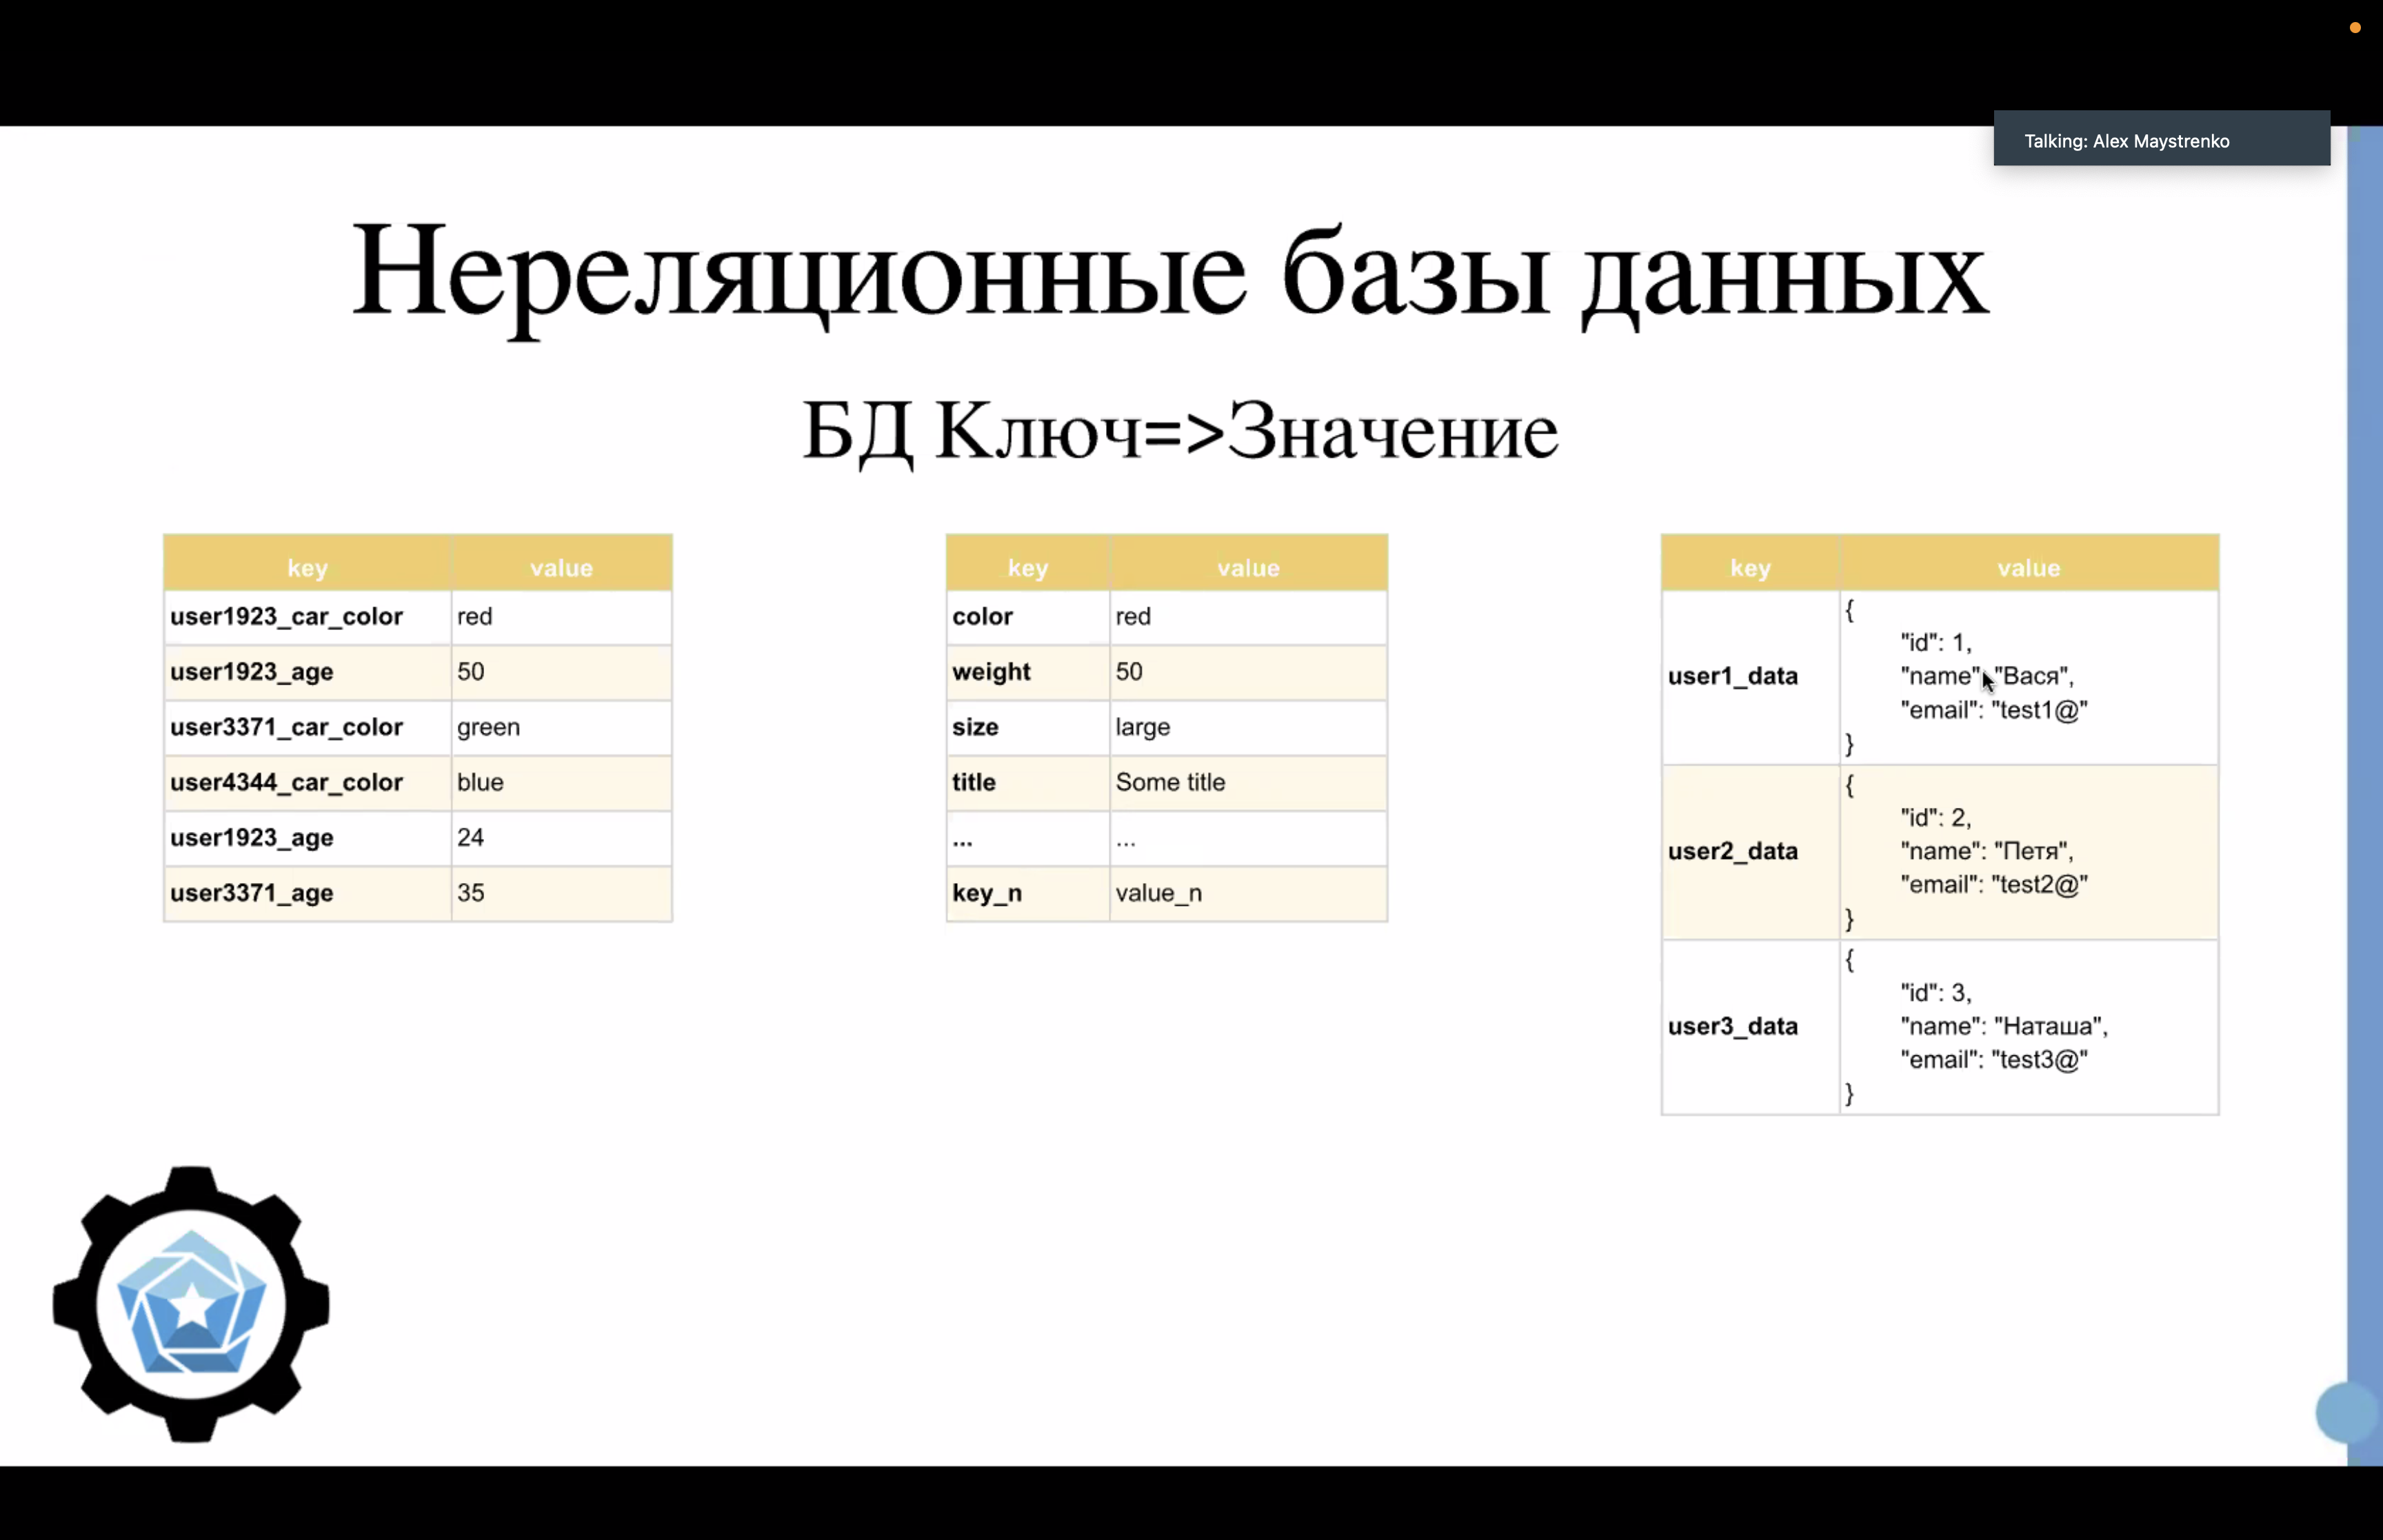 Talking: Alex Maystrenko
Нереляционные базы данных
БД Ключ=>Значение
key value
user1923_car_color red
user1923_age 50
user3371_car_color green
user4344_car_color blue
user1923_age 24
user3371_age 35
key value
color red
weight 50
size large
title Some title
... ...
key_n value_n
key value
user1_data
{
"id": 1,
"name": "Вася",
"email": "test1@"
}
user2_data
{
"id": 2,
"name": "Петя",
"email": "test2@"
}
user3_data
{
"id": 3,
"name": "Наташа",
"email": "test3@"
}